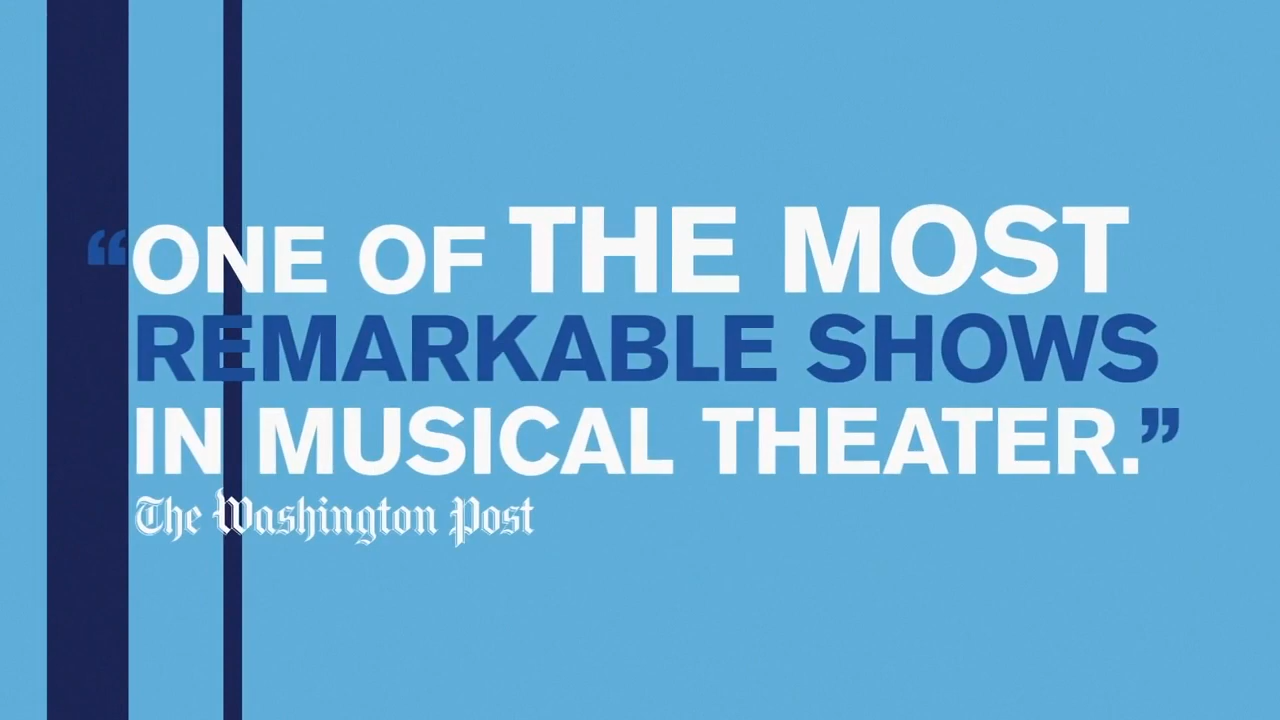 “ONE OF THE MOST
REMARKABLE SHOWS
IN MUSICAL THEATER.”
The Washington Post